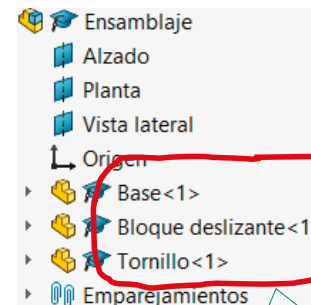 Ensamblaje
Alzado
Planta
Vista lateral
Origen
Base<1>
Bloque deslizante<1
Tornillo<1>
Emparejamientos